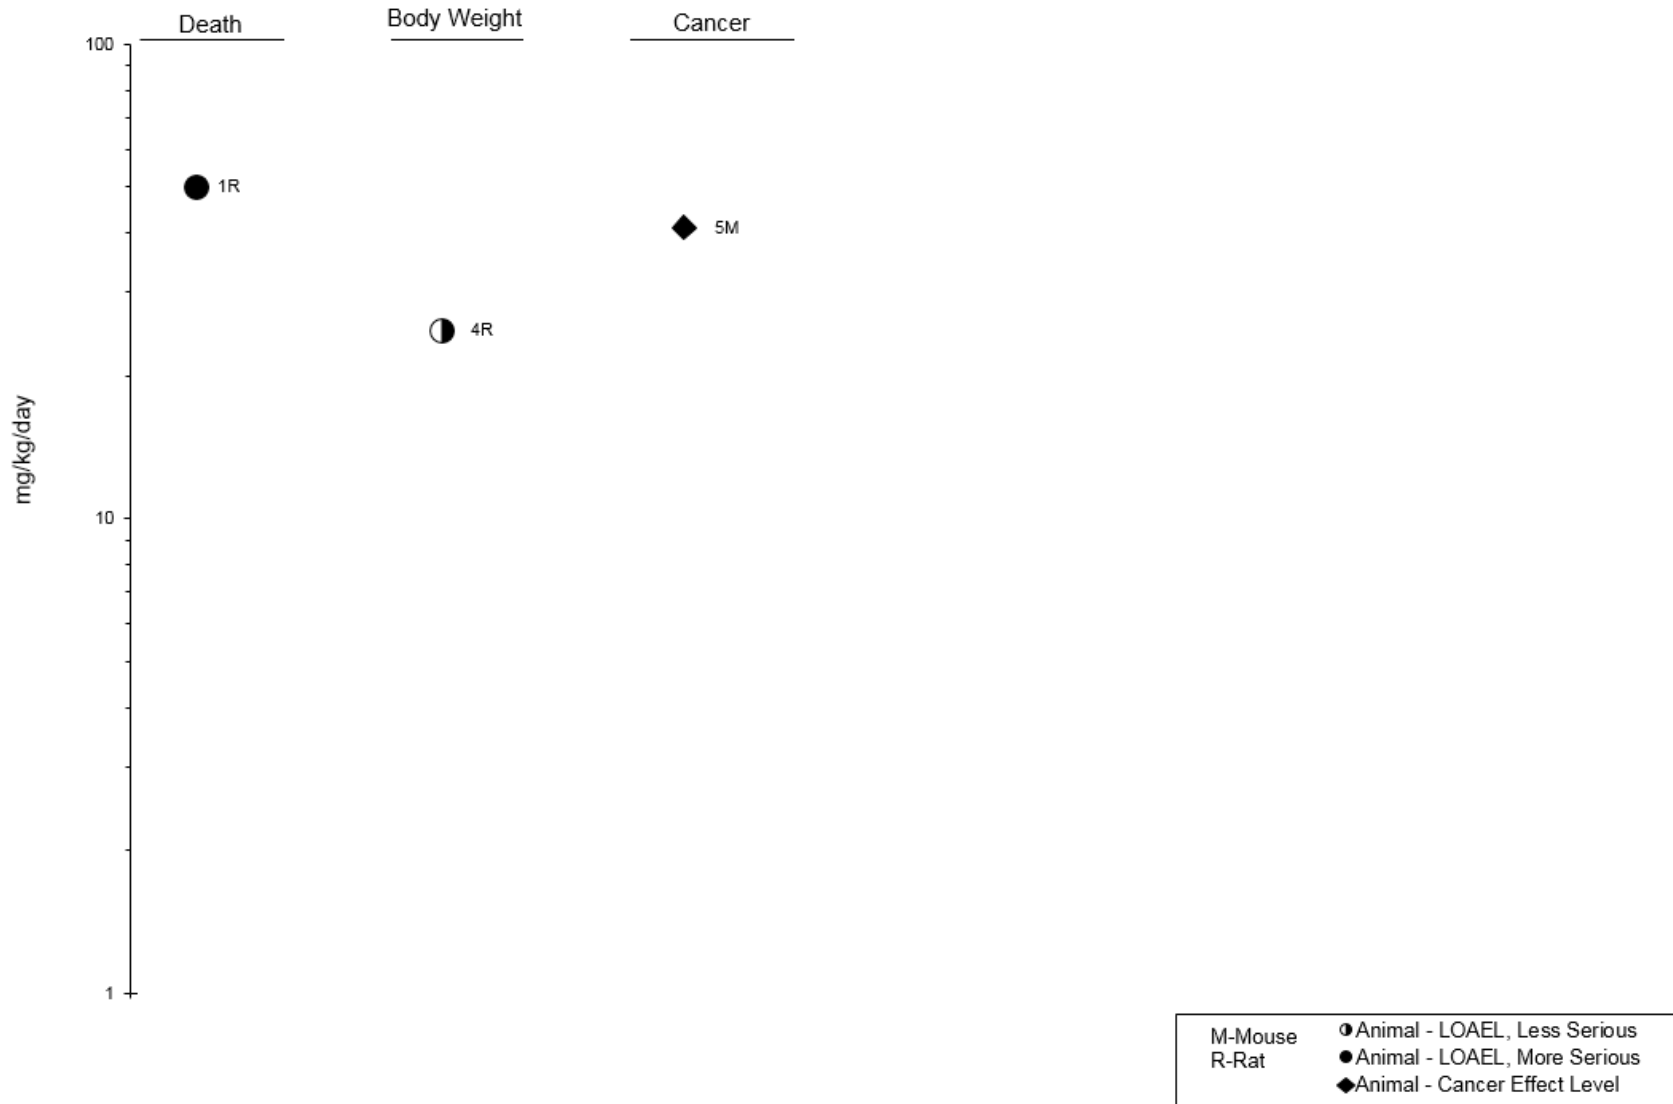 Death
Body Weight
Cancer
100
1R
5M
4R
mg/kg/day
10
1
M-Mouse
R-Rat
Animal - LOAEL, Less Serious
Animal - LOAEL, More Serious
Animal - Cancer Effect Level